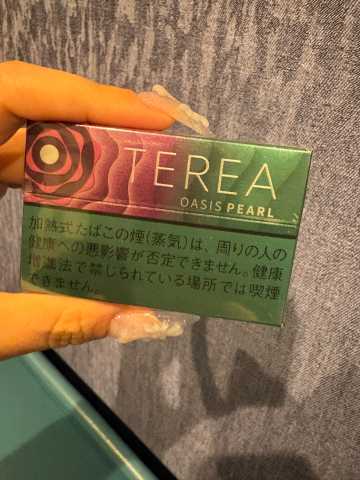 TEREA
OASIS PEARL
加熱式たばこの煙(蒸気)は、周りの人の
健康への悪影響が否定できません。健康
増進法で禁じられている場所では喫煙
できません。